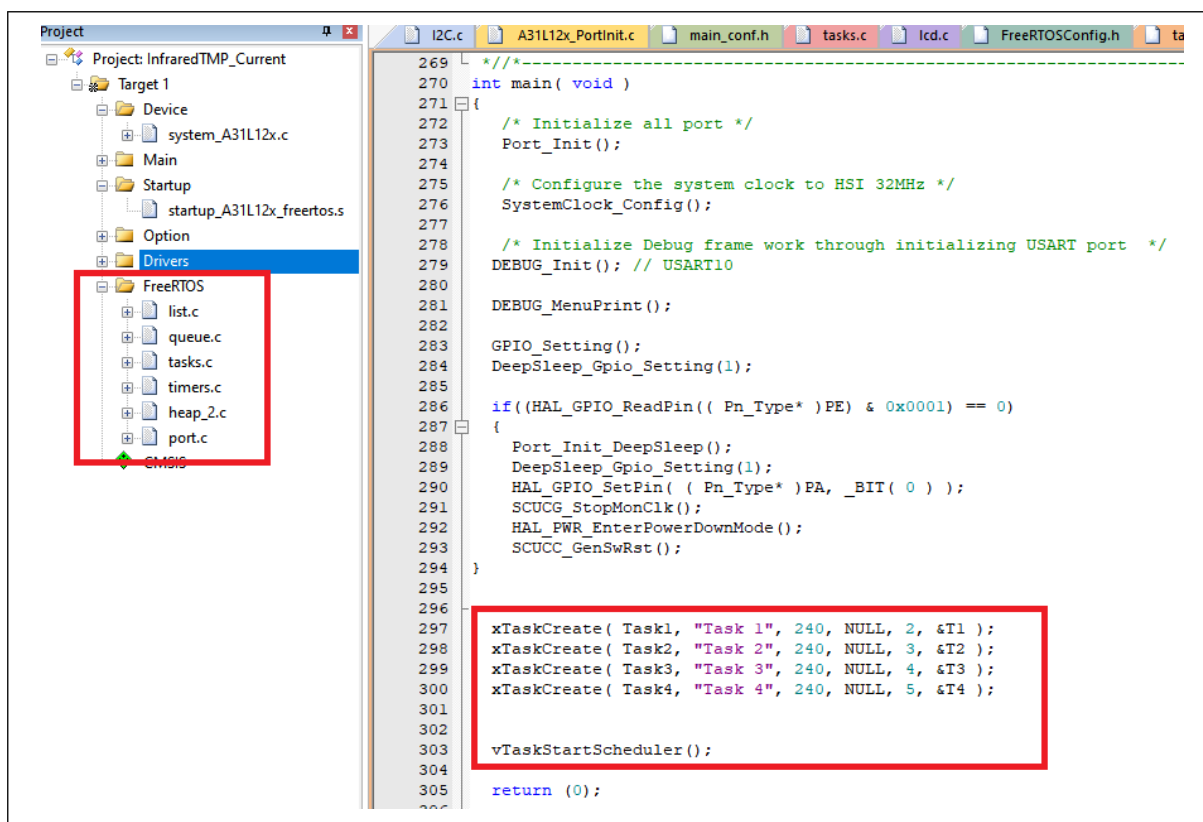 Project
Project: InfraredTMP_Current
Target 1
Device
system_A31L12x.c
Main
Startup
startup_A31L12x_freertos.s
Option
Drivers
FreeRTOS
list.c
queue.c
tasks.c
timers.c
heap_2.c
port.c
CMSIS
I2C.c A31L12x_PortInit.c main_conf.h tasks.c lcd.c FreeRTOSConfig.h ta
269 *//*------------------------------------------------------------------
270 int main( void )
271 {
272 /* Initialize all port */
273 Port_Init();
274
275 /* Configure the system clock to HSI 32MHz */
276 SystemClock_Config();
277
278 /* Initialize Debug frame work through initializing USART port */
279 DEBUG_Init(); // USART10
280
281 DEBUG_MenuPrint();
282
283 GPIO_Setting();
284 DeepSleep_Gpio_Setting(1);
285
286 if((HAL_GPIO_ReadPin(( Pn_Type* )PE) & 0x0001) == 0)
287 {
288 Port_Init_DeepSleep();
289 DeepSleep_Gpio_Setting(1);
290 HAL_GPIO_SetPin( ( Pn_Type* )PA, _BIT( 0 ) );
291 SCUCG_StopMonClk();
292 HAL_PWR_EnterPowerDownMode();
293 SCUCC_GenSwRst();
294 }
295
296
297 xTaskCreate( Task1, "Task 1", 240, NULL, 2, &T1 );
298 xTaskCreate( Task2, "Task 2", 240, NULL, 3, &T2 );
299 xTaskCreate( Task3, "Task 3", 240, NULL, 4, &T3 );
300 xTaskCreate( Task4, "Task 4", 240, NULL, 5, &T4 );
301
302
303 vTaskStartScheduler();
304
305 return (0);